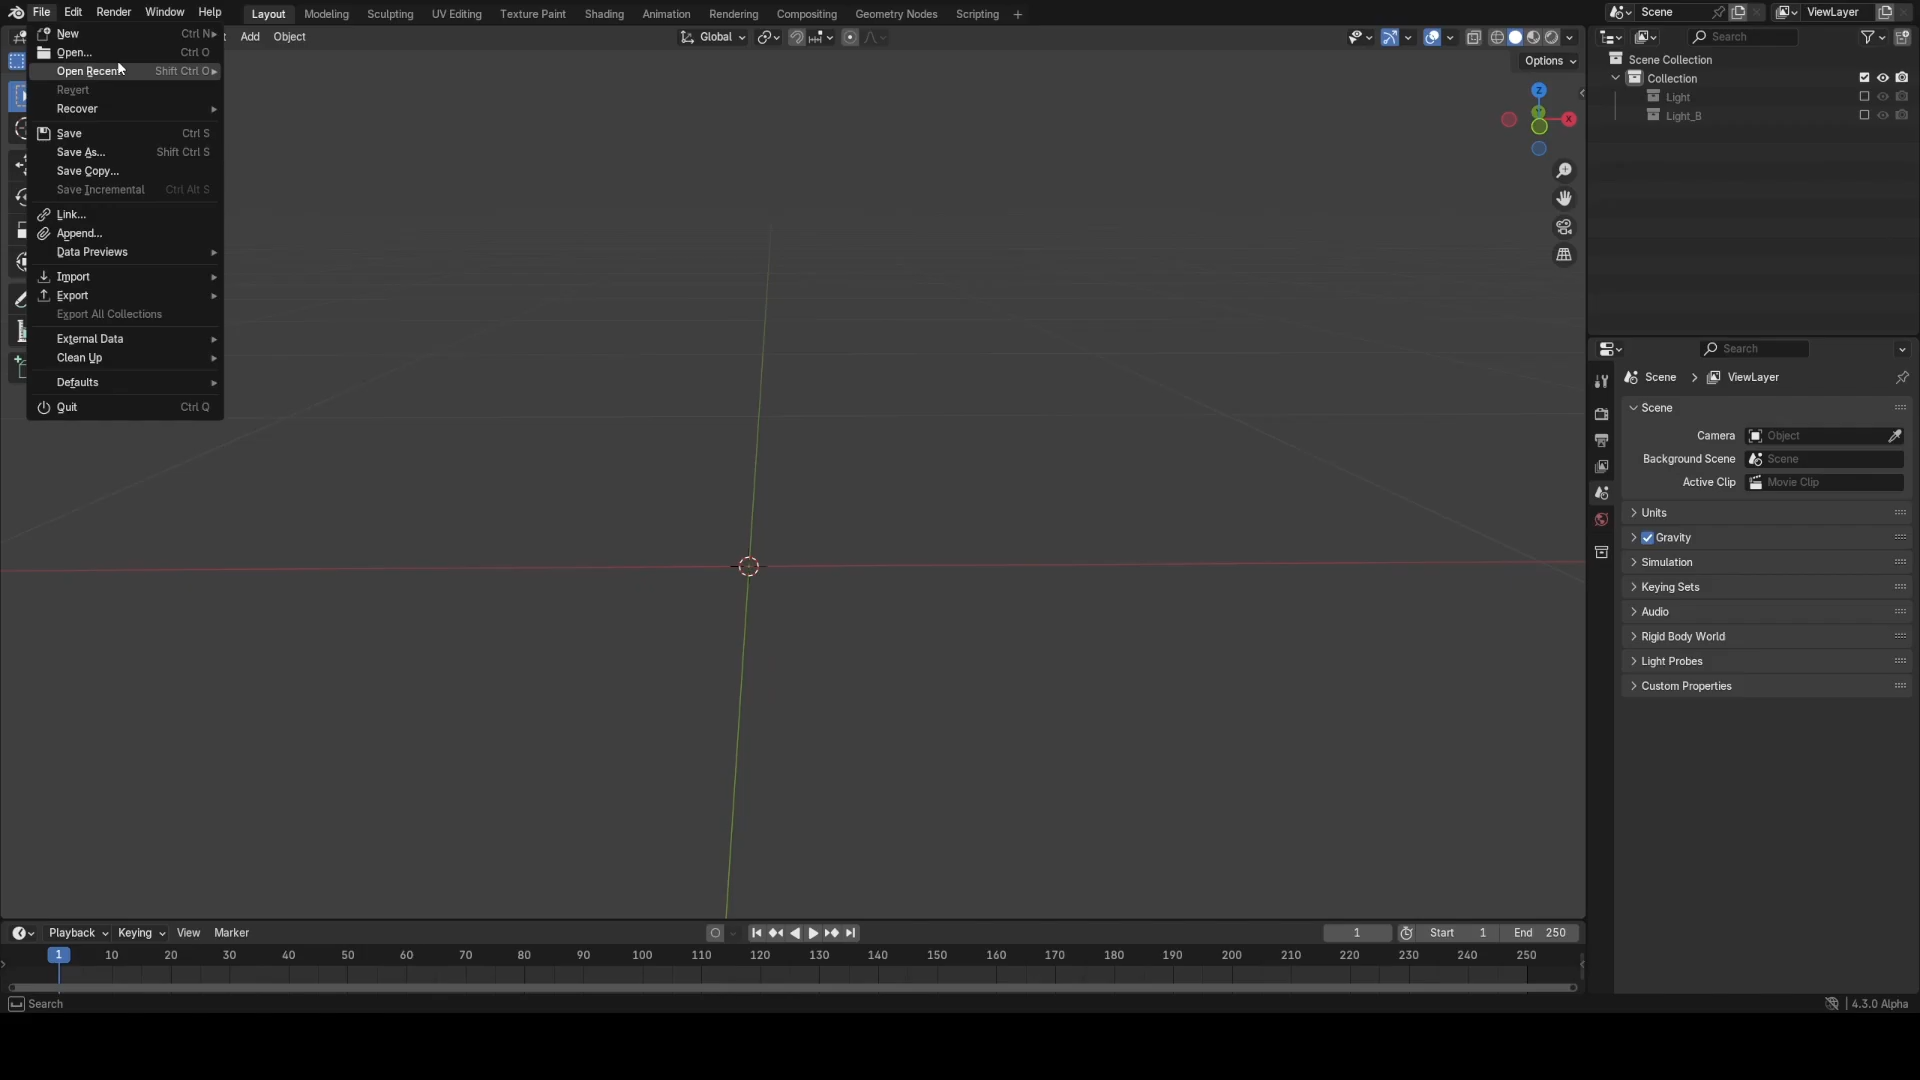 File Edit Render Window Help Layout Modeling Sculpting UV Editing Texture Paint Shading Animation Rendering Compositing Geometry Nodes Scripting + Scene ViewLayer
Add Object Global Search
Options
New Ctrl N
Open... Ctrl O
Open Recent Shift Ctrl O
Revert
Recover
Save Ctrl S
Save As... Shift Ctrl S
Save Copy...
Save Incremental Ctrl Alt S
Link...
Append...
Data Previews
Import
Export
Export All Collections
External Data
Clean Up
Defaults
Quit Ctrl Q
Z
Y
X
Scene Collection
Collection
Light
Light_B
Search
Scene > ViewLayer
Scene
Camera Object
Background Scene Scene
Active Clip Movie Clip
Units
Gravity
Simulation
Keying Sets
Audio
Rigid Body World
Light Probes
Custom Properties
Playback Keying View Marker 1 Start 1 End 250
1 10 20 30 40 50 60 70 80 90 100 110 120 130 140 150 160 170 180 190 200 210 220 230 240 250
Search 4.3.0 Alpha